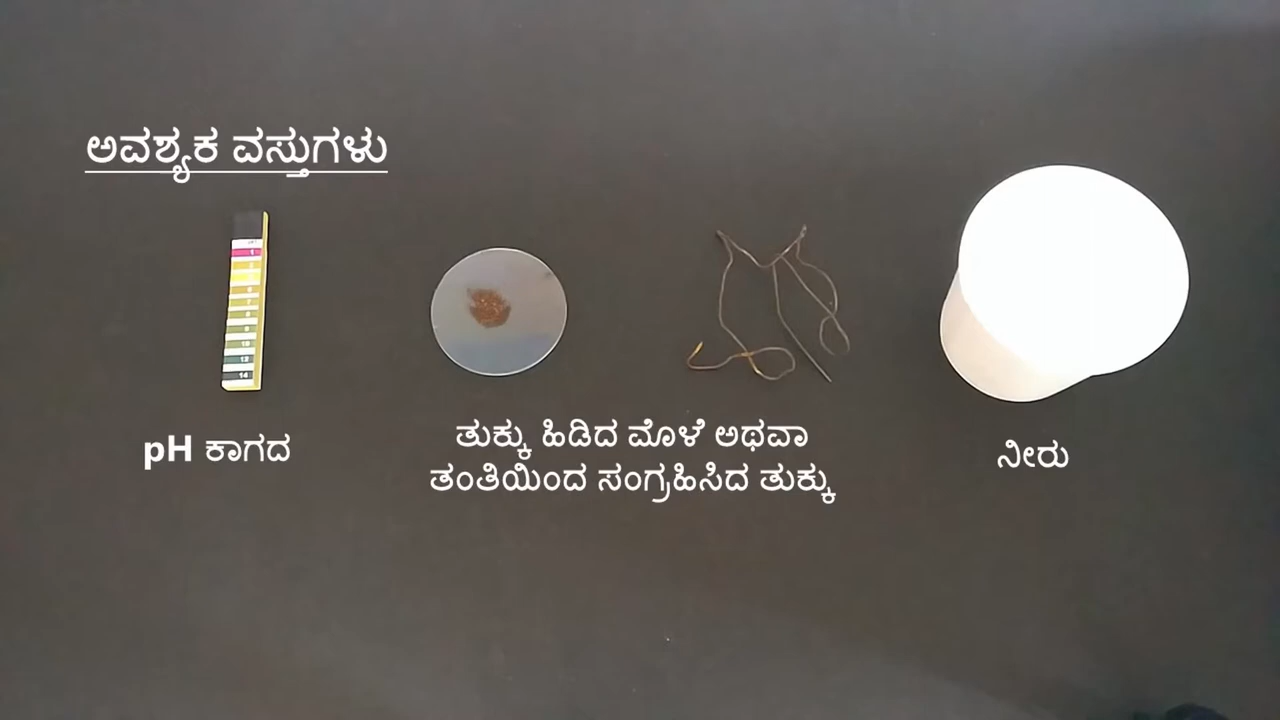 ಅವಶ್ಯಕ ವಸ್ತುಗಳು
pH ಕಾಗದ
ತುಕ್ಕು ಹಿಡಿದ ಮೊಳೆ ಅಥವಾ
ತಂತಿಯಿಂದ ಸಂಗ್ರಹಿಸಿದ ತುಕ್ಕು
ನೀರು